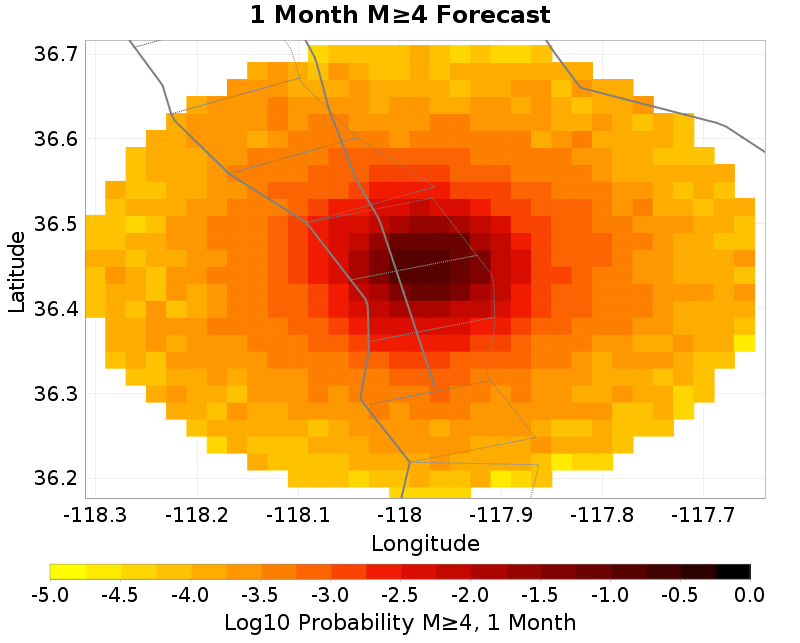 1 Month M≥4 Forecast
Latitude
36.7
36.6
36.5
36.4
36.3
36.2
-118.3 -118.2 -118.1 -118 -117.9 -117.8 -117.7
Longitude
-5.0 -4.5 -4.0 -3.5 -3.0 -2.5 -2.0 -1.5 -1.0 -0.5 0.0
Log10 Probability M≥4, 1 Month